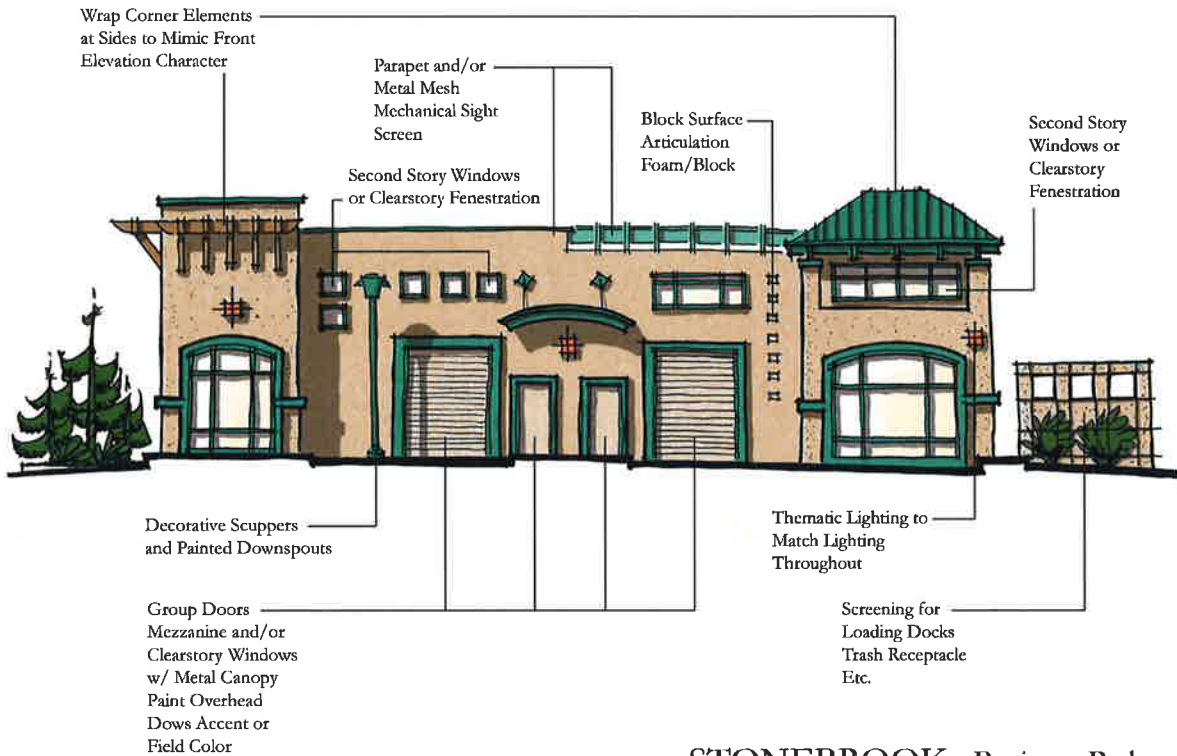 Wrap Corner Elements
at Sides to Mimic Front
Elevation Character
Parapet and/or
Metal Mesh
Mechanical Sight
Screen
Second Story Windows
or Clearstory Fenestration
Block Surface
Articulation
Foam/Block
Second Story
Windows or
Clearstory
Fenestration
Decorative Scuppers
and Painted Downspouts
Thematic Lighting to
Match Lighting
Throughout
Group Doors
Mezzanine and/or
Clearstory Windows
w/ Metal Canopy
Paint Overhead
Dows Accent or
Field Color
Screening for
Loading Docks
Trash Receptacle
Etc.